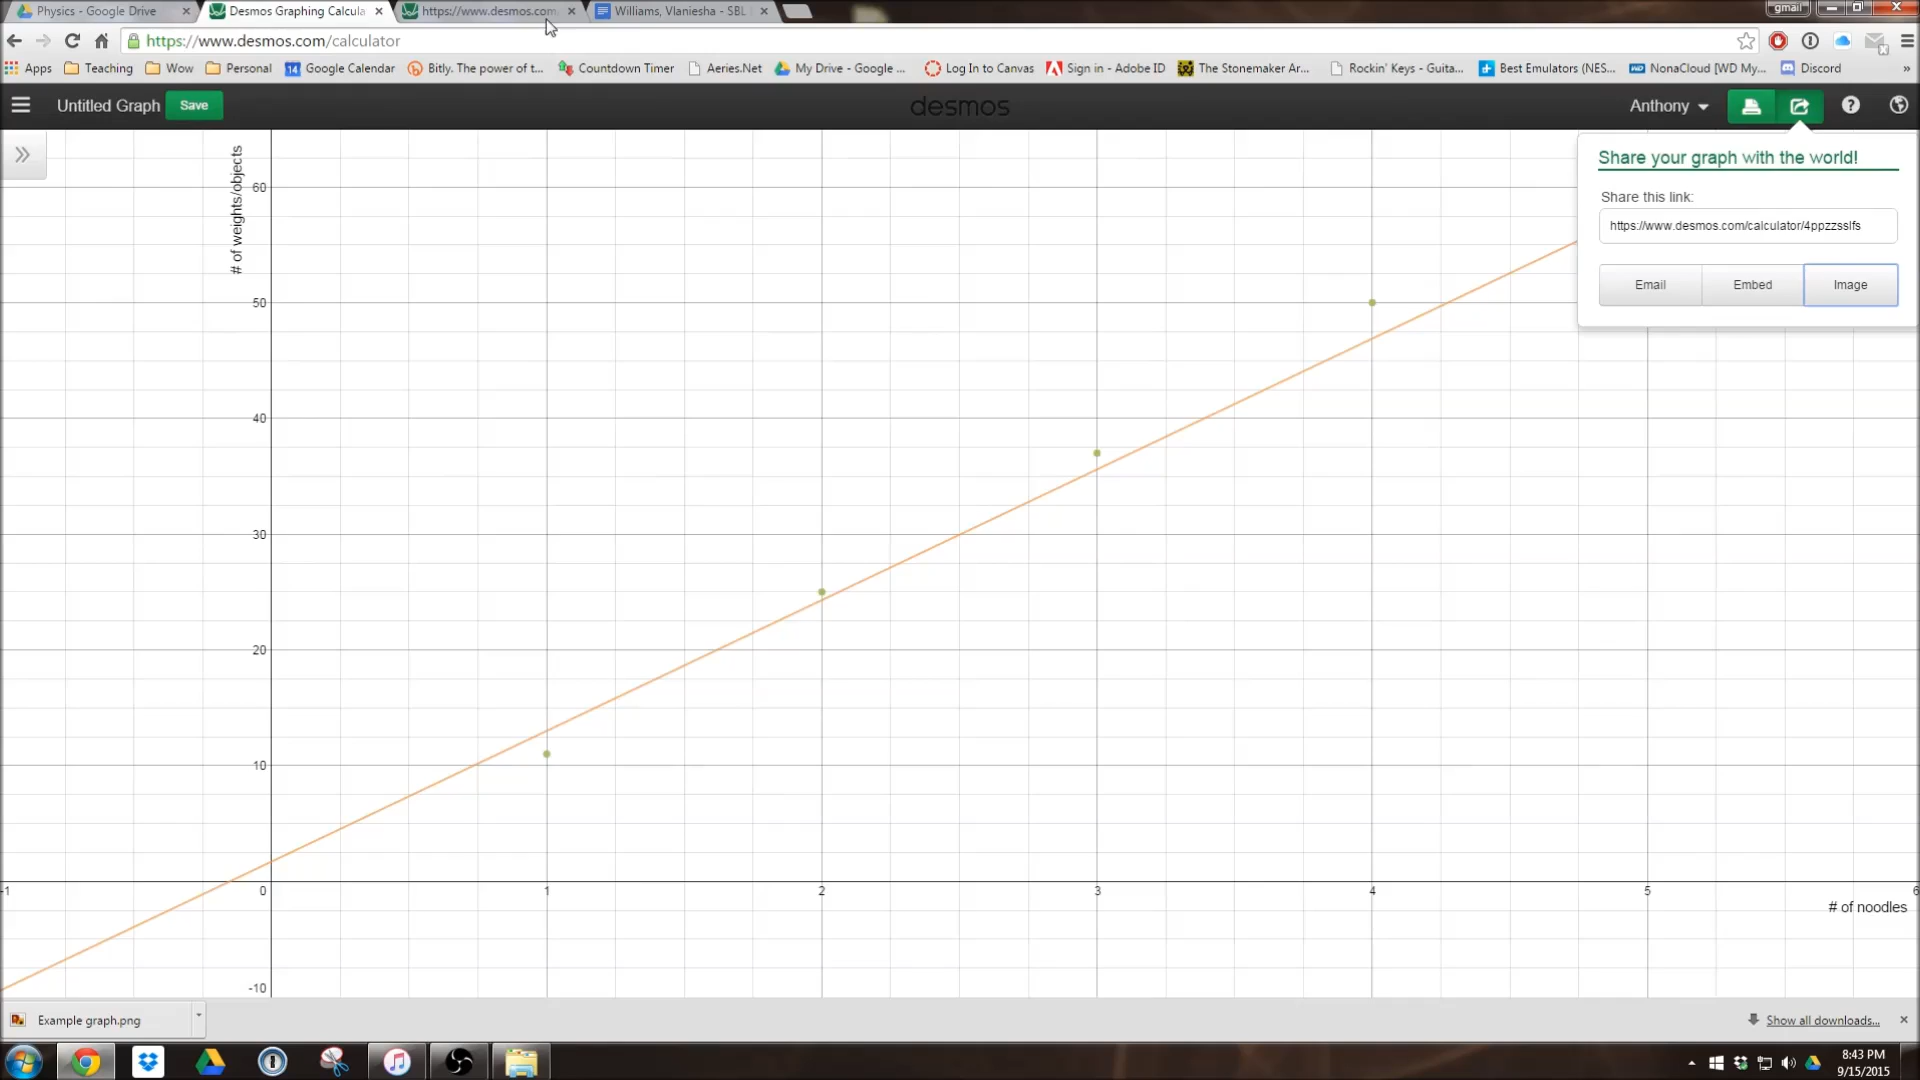 Physics - Google Drive
Desmos Graphing Calcula
https://www.desmos.com
Williams, Vlaniesha - SBL
gmail
https://www.desmos.com/calculator
Apps
Teaching
Wow
Personal
14 Google Calendar
Bitly. The power of t...
Countdown Timer
Aeries.Net
My Drive - Google ...
Log In to Canvas
Sign in - Adobe ID
The Stonemaker Ar...
Rockin' Keys - Guita...
Best Emulators (NES...
NonaCloud [WD My...
Discord
»
Untitled Graph
Save
desmos
Anthony
Share your graph with the world!
Share this link:
https://www.desmos.com/calculator/4ppzzsslfs
Email
Embed
Image
# of weights/objects
60
50
40
30
20
10
-1
0
1
2
3
4
5
6
# of noodles
-10
Example graph.png
Show all downloads...
8:43 PM
9/15/2015